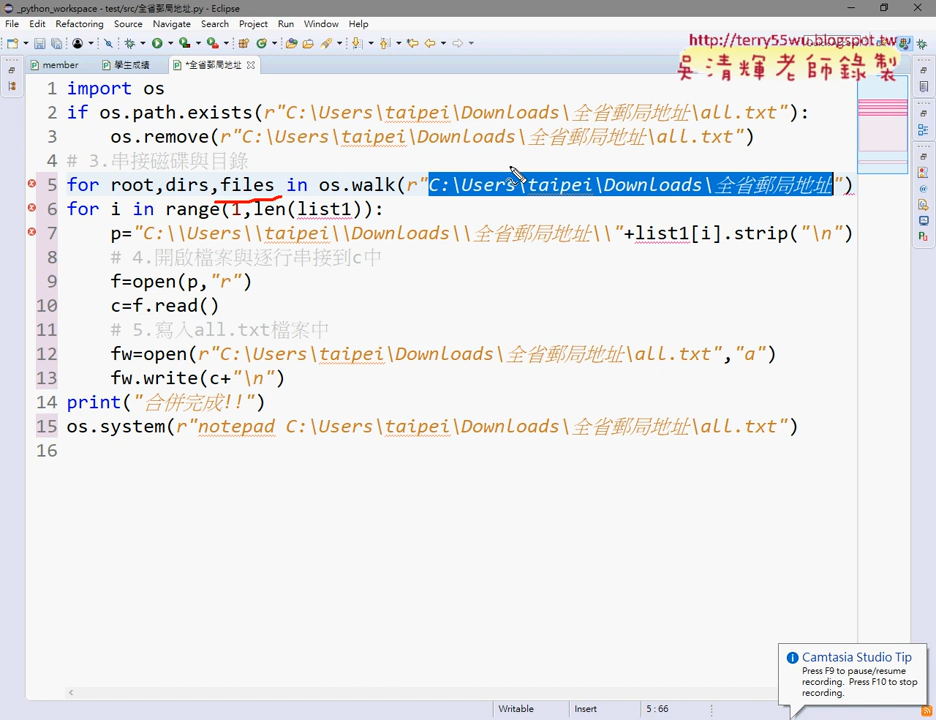 _python_workspace - test/src/全省郵局地址.py - Eclipse
File Edit Refactoring Source Navigate Search Project Run Window Help
http://terry55wu.blogspot.tw
吳清輝老師錄製
member 學生成績 *全省郵局地址
1 import os
2 if os.path.exists(r"C:\Users\taipei\Downloads\全省郵局地址\all.txt"):
3 os.remove(r"C:\Users\taipei\Downloads\全省郵局地址\all.txt")
4 # 3.串接磁碟與目錄
5 for root,dirs,files in os.walk(r"C:\Users\taipei\Downloads\全省郵局地址")
6 for i in range(1,len(list1)):
7 p="C:\\Users\\taipei\\Downloads\\全省郵局地址\\"+list1[i].strip("\n")
8 # 4.開啟檔案與逐行串接到c中
9 f=open(p,"r")
10 c=f.read()
11 # 5.寫入all.txt檔案中
12 fw=open(r"C:\Users\taipei\Downloads\全省郵局地址\all.txt","a")
13 fw.write(c+"\n")
14 print("合併完成!!")
15 os.system(r"notepad C:\Users\taipei\Downloads\全省郵局地址\all.txt")
16
Camtasia Studio Tip
Press F9 to pause/resume
recording. Press F10 to stop
recording.
Writable Insert 5 : 66